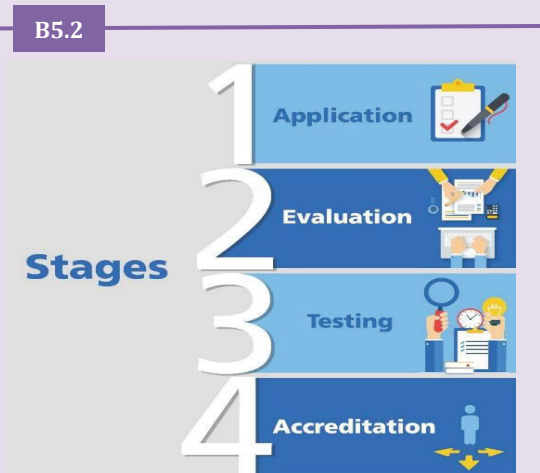 B5.2
Stages
1
Application
2
Evaluation
3
Testing
4
Accreditation